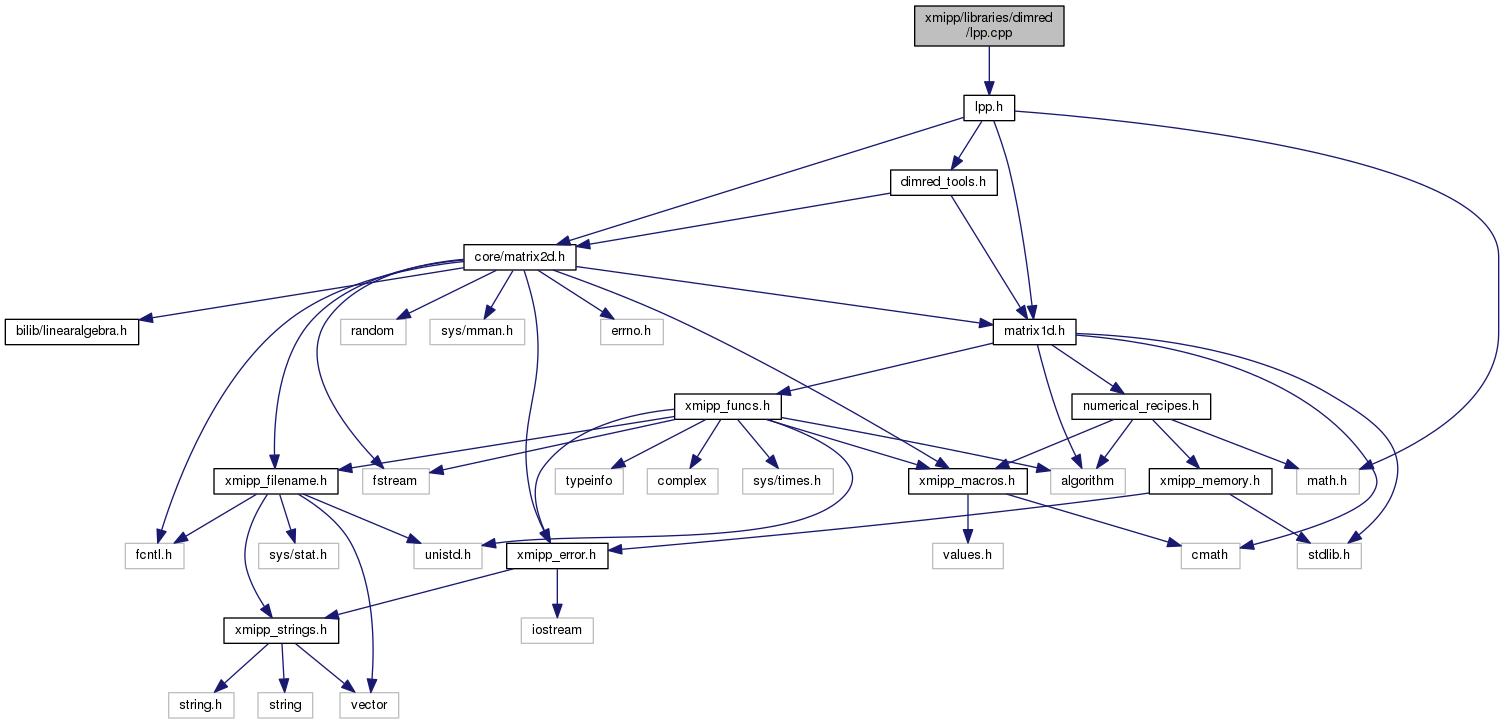 xmipp/libraries/dimred
/lpp.cpp
lpp.h
dimred_tools.h
core/matrix2d.h
bilib/linearalgebra.h
random
sys/mman.h
errno.h
matrix1d.h
xmipp_funcs.h
numerical_recipes.h
xmipp_filename.h
fstream
typeinfo
complex
sys/times.h
xmipp_macros.h
algorithm
xmipp_memory.h
math.h
fcntl.h
sys/stat.h
unistd.h
xmipp_error.h
values.h
cmath
stdlib.h
xmipp_strings.h
iostream
string.h
string
vector